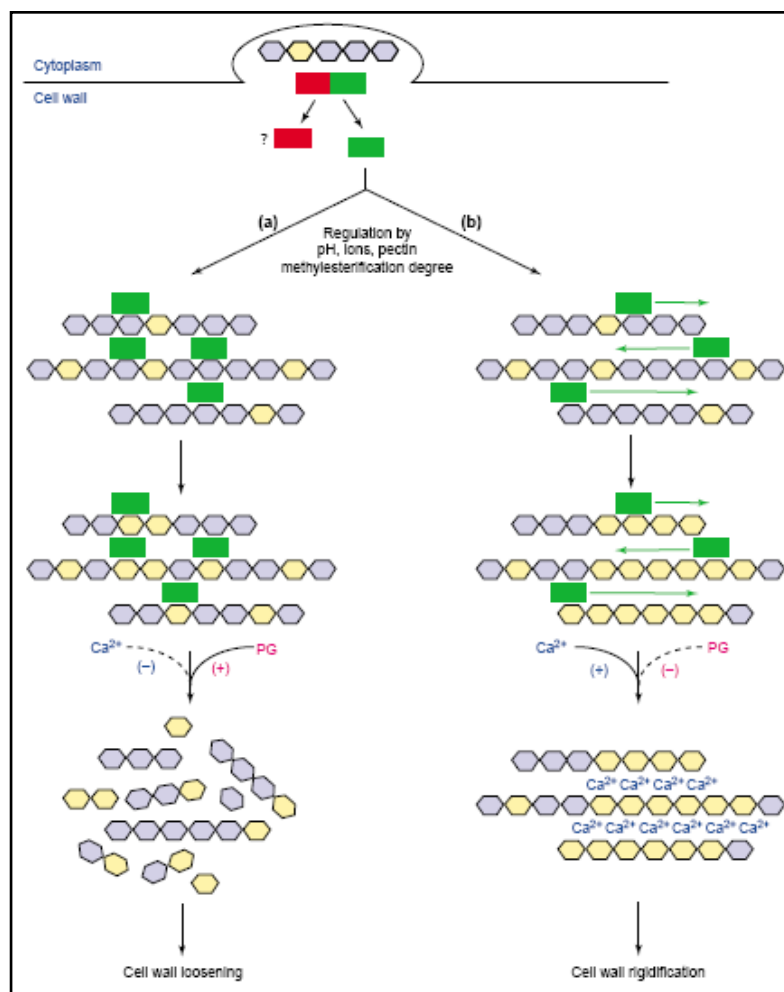 Cytoplasm
Cell wall
?
(a)
(b)
Regulation by
pH, Ions, pectin
methylesterification degree
Ca2+
(–)
(+)
PG
Ca2+
(+)
(–)
PG
Ca2+ Ca2+ Ca2+ Ca2+
Ca2+ Ca2+ Ca2+ Ca2+ Ca2+ Ca2+
Cell wall loosening
Cell wall rigidification